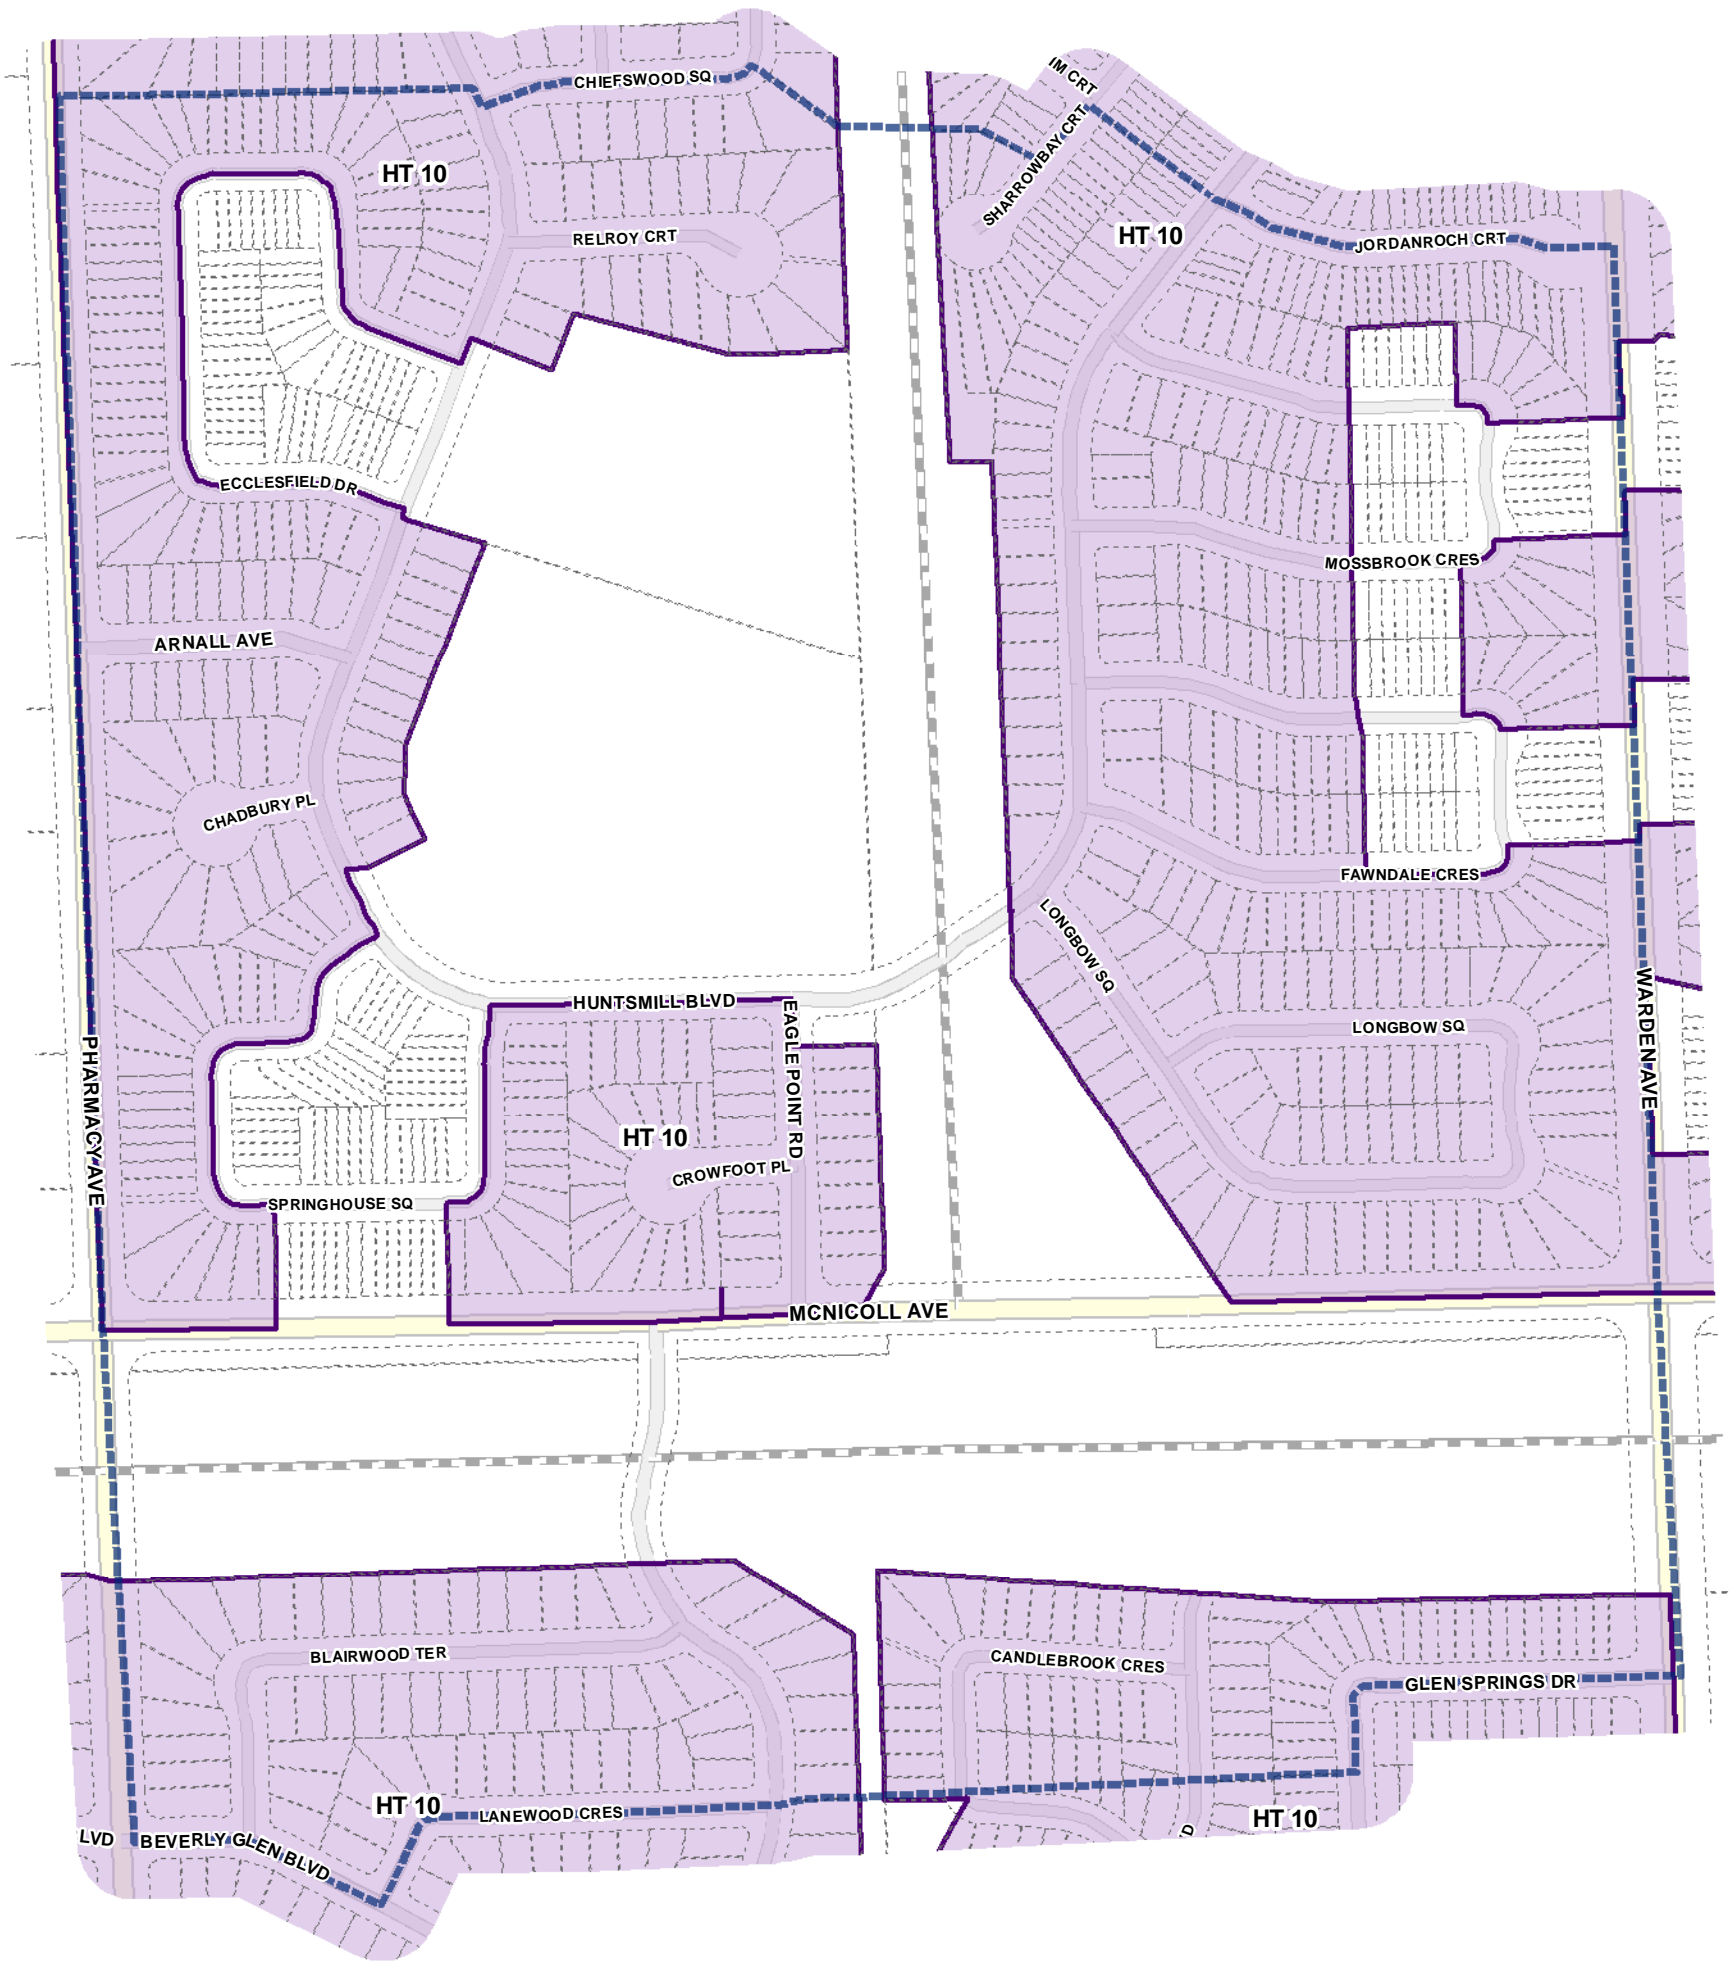 IM CRT
CHIEFSWOOD SQ
SHARROWBAY CRT
HT 10
HT 10
RELROY CRT
JORDANROCH CRT
ECCLESFIELD DR
MOSSBROOK CRES
ARNALL AVE
CHADBURY PL
FAWNDALE CRES
LONGBOW SQ
HUNTSMILL BLVD
EAGLE POINT RD
LONGBOW SQ
WARDEN AVE
PHARMACY AVE
HT 10
CROWFOOT PL
SPRINGHOUSE SQ
MCNICOLL AVE
BLAIRWOOD TER
CANDLEBROOK CRES
GLEN SPRINGS DR
HT 10
LANEWOOD CRES
HT 10
LVD
BEVERLY GLEN BLVD
D